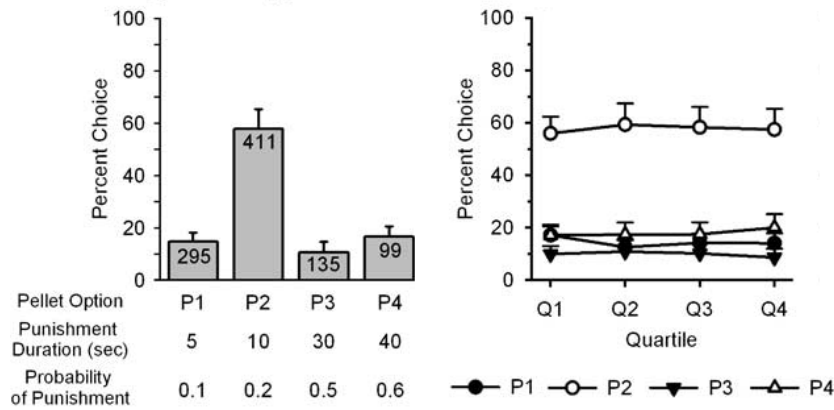 100
80
60
40
20
0
Percent Choice
295
411
135
99
Pellet Option P1 P2 P3 P4
Punishment
Duration (sec) 5 10 30 40
Probability
of Punishment 0.1 0.2 0.5 0.6
100
80
60
40
20
0
Percent Choice
Q1 Q2 Q3 Q4
Quartile
P1 P2 P3 P4